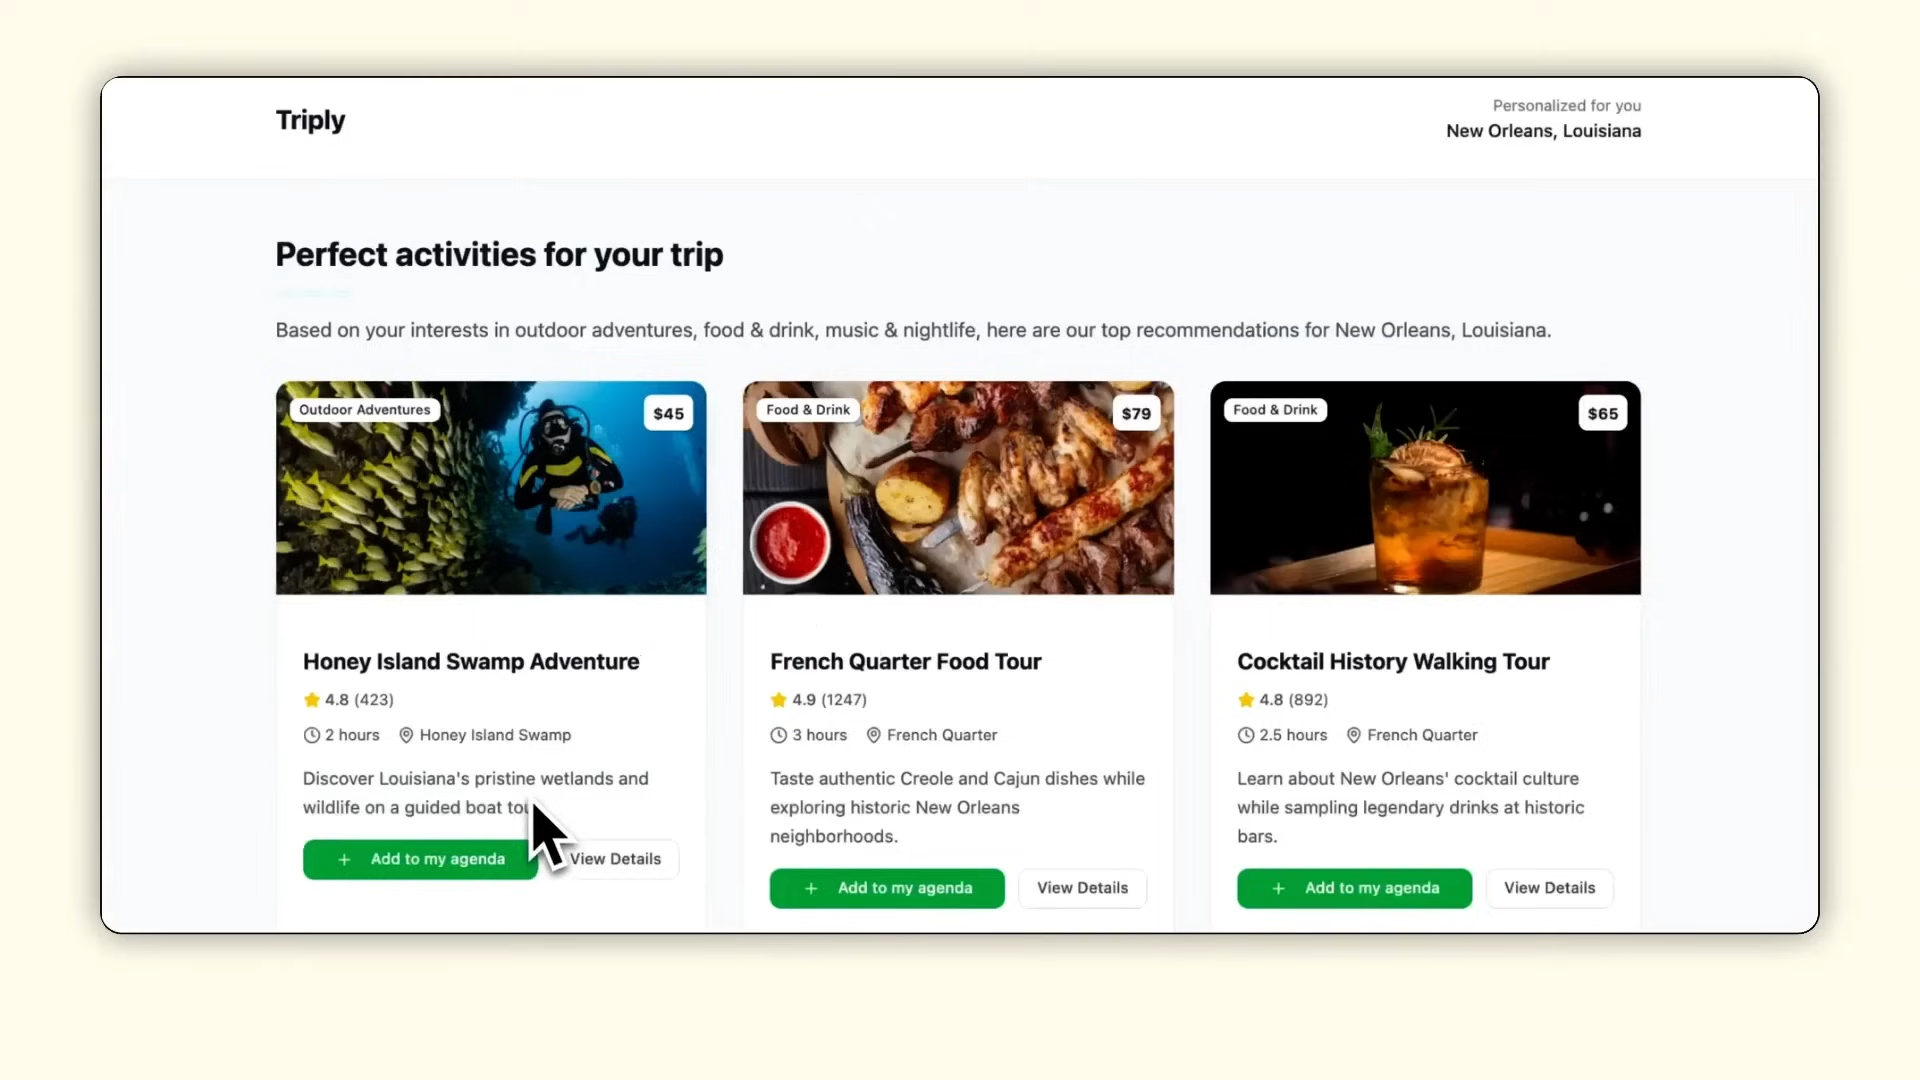 Triply
Personalized for you
New Orleans, Louisiana
Perfect activities for your trip
Based on your interests in outdoor adventures, food & drink, music & nightlife, here are our top recommendations for New Orleans, Louisiana.
Outdoor Adventures
$45
Honey Island Swamp Adventure
4.8 (423)
2 hours Honey Island Swamp
Discover Louisiana's pristine wetlands and
wildlife on a guided boat
Add to my agenda
View Details
Food & Drink
$79
French Quarter Food Tour
4.9 (1247)
3 hours French Quarter
Taste authentic Creole and Cajun dishes while
exploring historic New Orleans
neighborhoods.
Add to my agenda
View Details
Food & Drink
$65
Cocktail History Walking Tour
4.8 (892)
2.5 hours French Quarter
Learn about New Orleans' cocktail culture
while sampling legendary drinks at historic
bars.
Add to my agenda
View Details